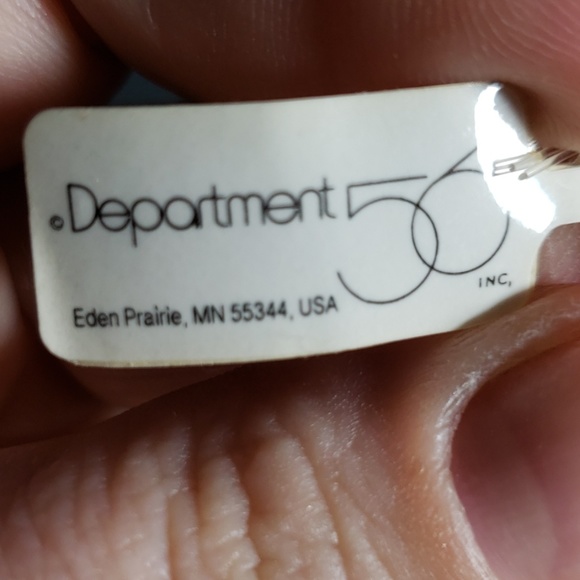 © Department 56
INC,
Eden Prairie, MN 55344, USA